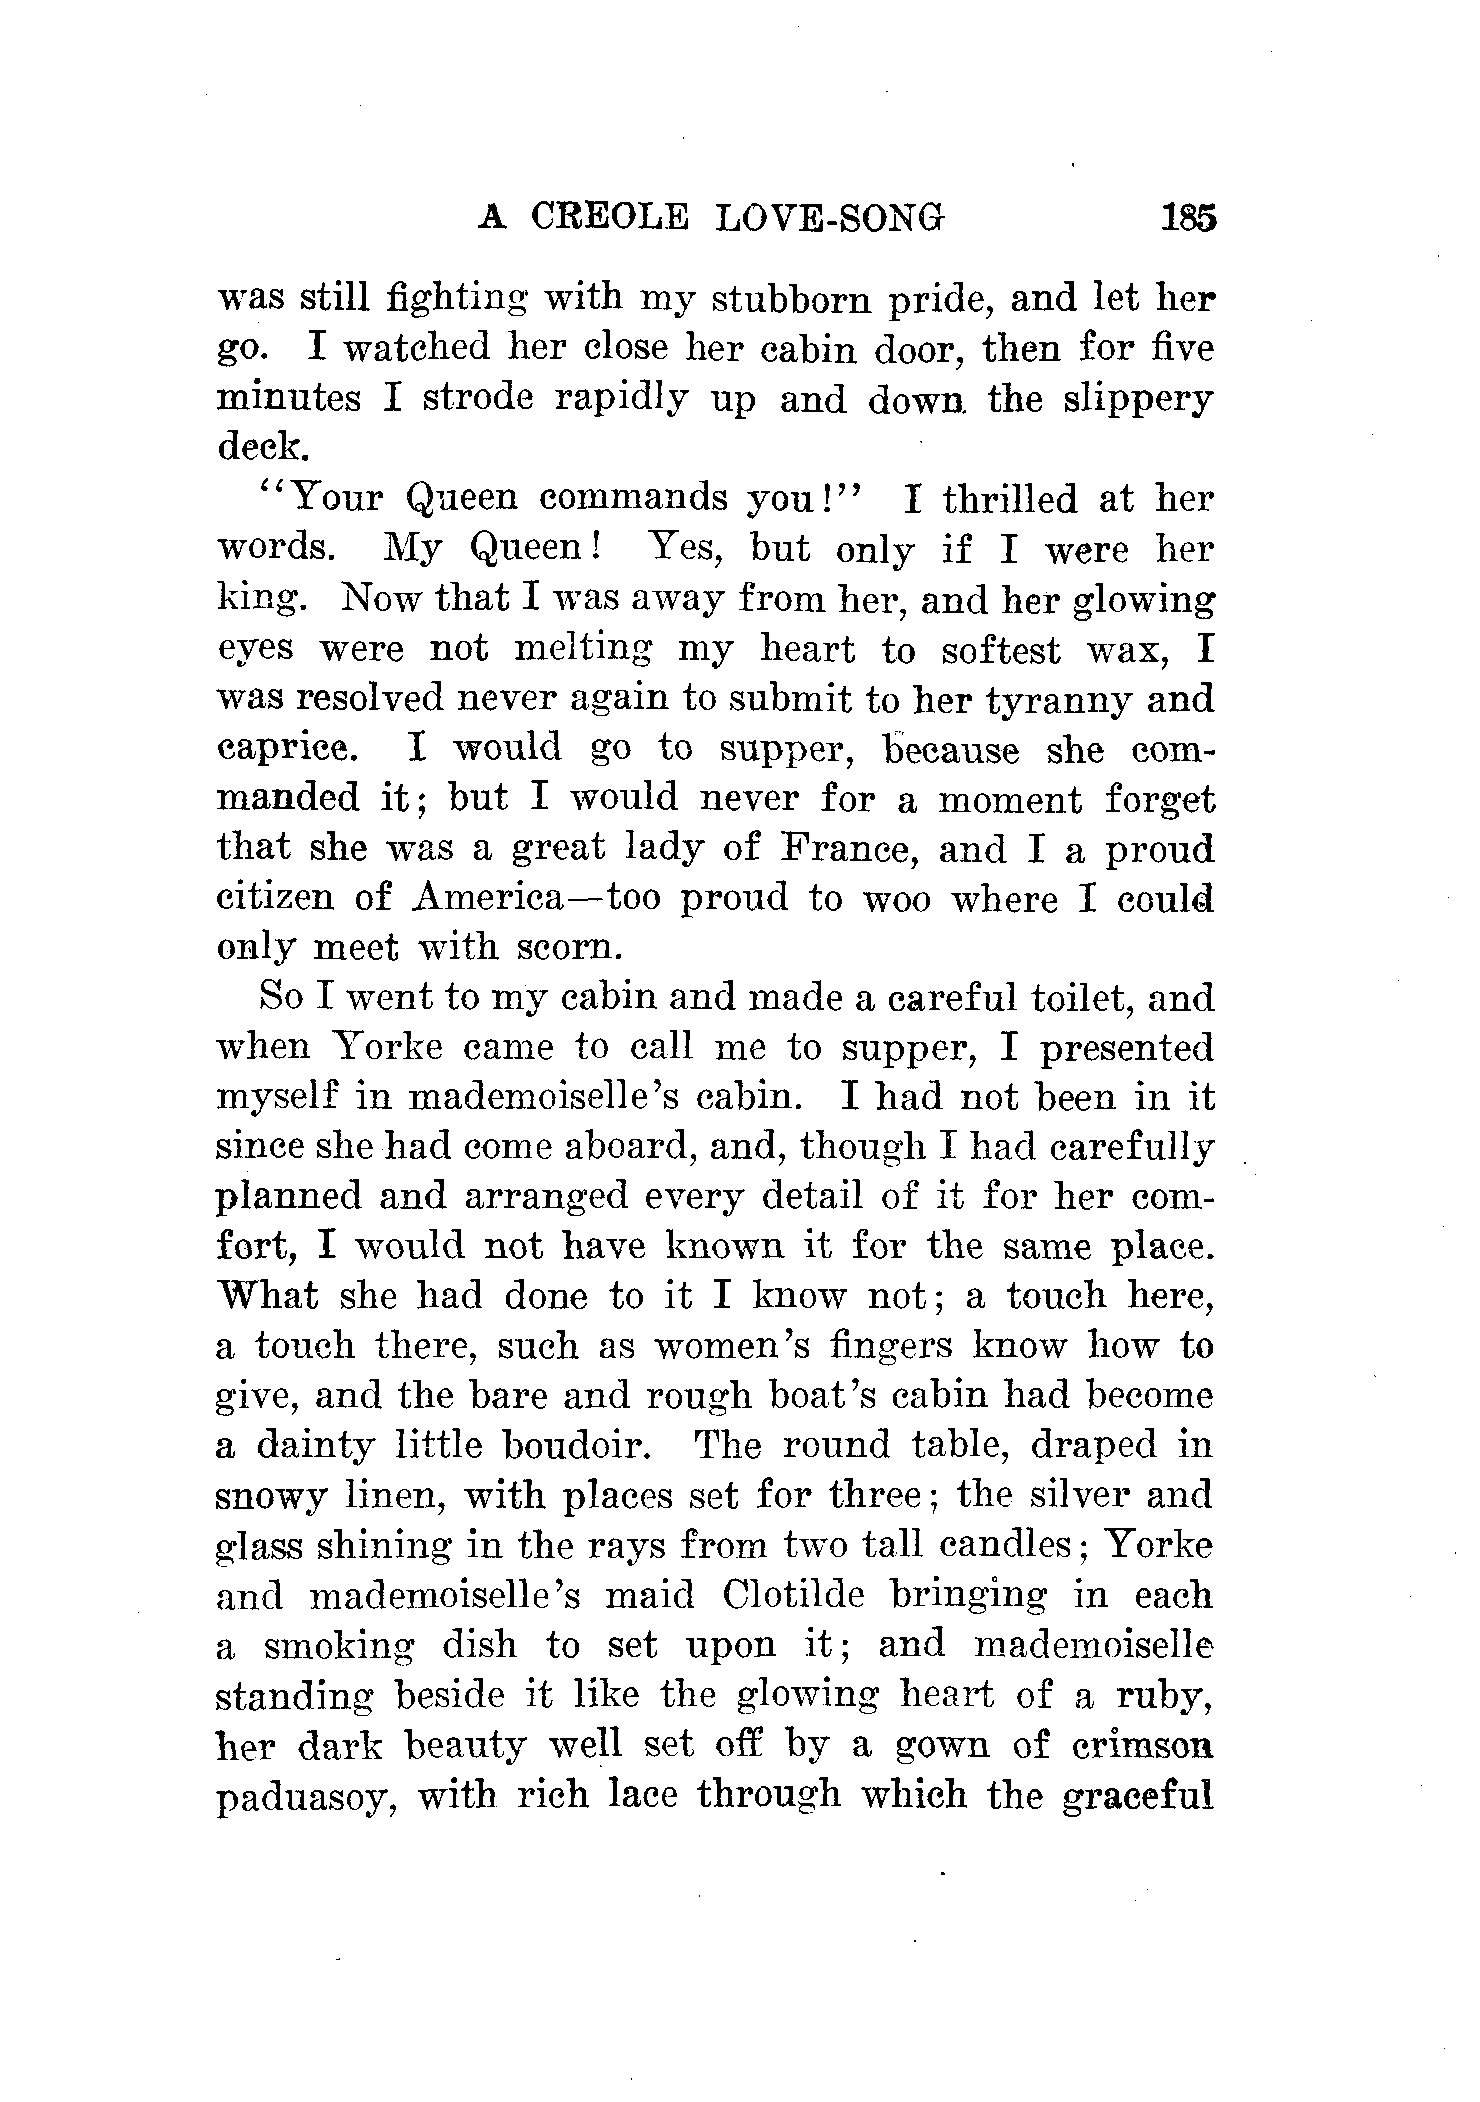 A CREOLE LOVE-SONG 185
was still fighting with my stubborn pride, and let her
go. I watched her close her cabin door, then for five
minutes I strode rapidly up and down the slippery
deck.
"Your Queen commands you!" I thrilled at her
words. My Queen! Yes, but only if I were her
king. Now that I was away from her, and her glowing
eyes were not melting my heart to softest wax, I
was resolved never again to submit to her tyranny and
caprice. I would go to supper, because she com-
manded it; but I would never for a moment forget
that she was a great lady of France, and I a proud
citizen of America—too proud to woo where I could
only meet with scorn.
So I went to my cabin and made a careful toilet, and
when Yorke came to call me to supper, I presented
myself in mademoiselle's cabin. I had not been in it
since she had come aboard, and, though I had carefully
planned and arranged every detail of it for her com-
fort, I would not have known it for the same place.
What she had done to it I know not; a touch here,
a touch there, such as women's fingers know how to
give, and the bare and rough boat's cabin had become
a dainty little boudoir. The round table, draped in
snowy linen, with places set for three; the silver and
glass shining in the rays from two tall candles; Yorke
and mademoiselle's maid Clotilde bringing in each
a smoking dish to set upon it; and mademoiselle
standing beside it like the glowing heart of a ruby,
her dark beauty well set off by a gown of crimson
paduasoy, with rich lace through which the graceful